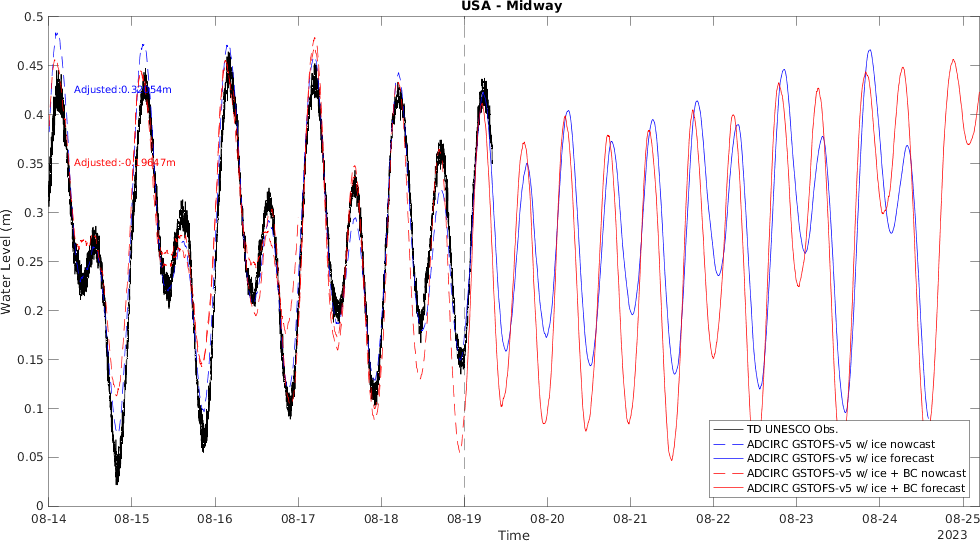 USA - Midway
0.5
0.45
0.4
0.35
0.3
0.25
0.2
0.15
0.1
0.05
0
Water Level (m)
Adjusted:0.32054m
Adjusted:-0.19647m
TD UNESCO Obs.
ADCIRC GSTOFS-v5 w/ ice nowcast
ADCIRC GSTOFS-v5 w/ ice forecast
ADCIRC GSTOFS-v5 w/ ice + BC nowcast
ADCIRC GSTOFS-v5 w/ ice + BC forecast
08-14 08-15 08-16 08-17 08-18 08-19 08-20 08-21 08-22 08-23 08-24 08-25
Time
2023